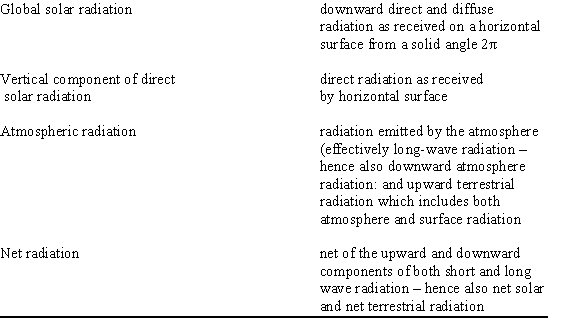 Global solar radiation
downward direct and diffuse
radiation as received on a horizontal
surface from a solid angle 2π
Vertical component of direct
solar radiation
direct radiation as received
by horizontal surface
Atmospheric radiation
radiation emitted by the atmosphere
(effectively long-wave radiation –
hence also downward atmosphere
radiation: and upward terrestrial
radiation which includes both
atmosphere and surface radiation
Net radiation
net of the upward and downward
components of both short and long
wave radiation – hence also net solar
and net terrestrial radiation